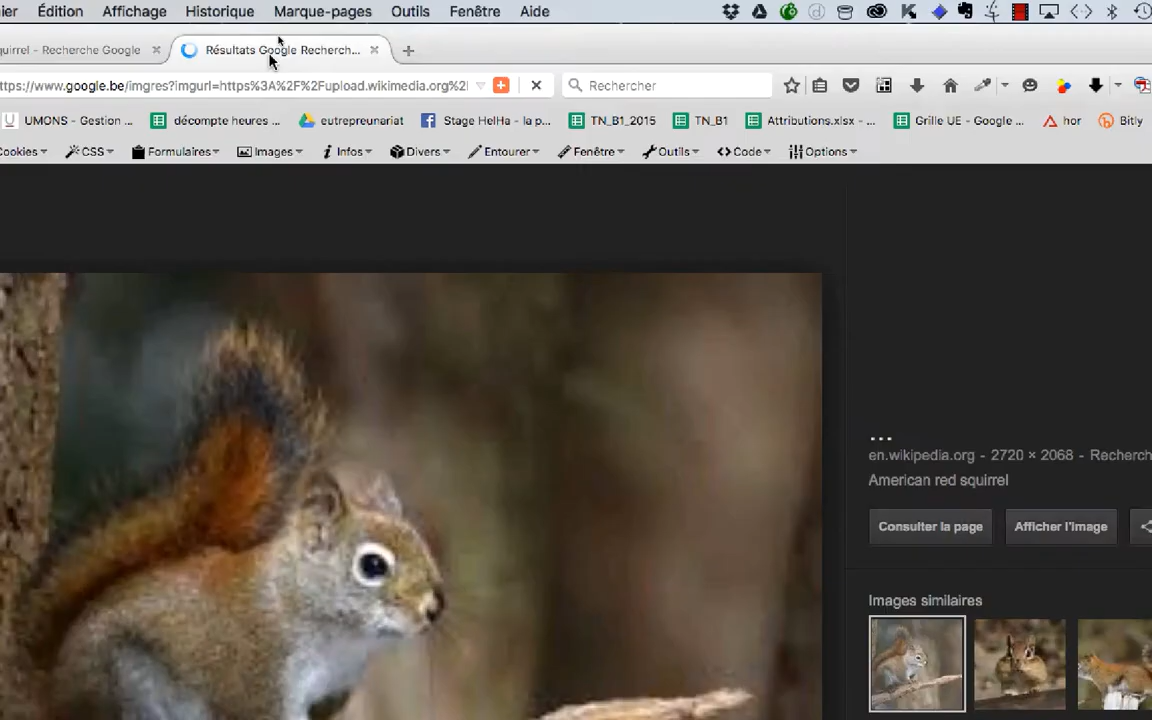 ier Édition Affichage Historique Marque-pages Outils Fenêtre Aide
quirrel - Recherche Google Résultats Google Recherch...
ttps://www.google.be/imgres?imgurl=https%3A%2F%2Fupload.wikimedia.org%2 Rechercher
UMONS - Gestion ... décompte heures ... eutrepreunariat Stage HelHa - la p... TN_B1_2015 TN_B1 Attributions.xlsx - ... Grille UE - Google ... hor Bitly
Cookies CSS Formulaires Images Infos Divers Entourer Fenêtre Outils Code Options
...
en.wikipedia.org - 2720 × 2068 - Recherch
American red squirrel
Consulter la page Afficher l'image
Images similaires